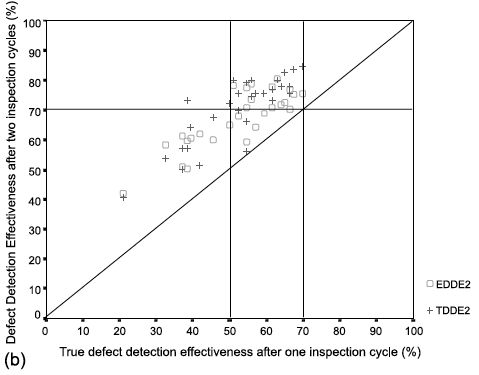 Defect Detection Effectiveness after two inspection cycles (%)
100
90
80
70
60
50
40
30
20
10
0
0 10 20 30 40 50 60 70 80 90 100
True defect detection effectiveness after one inspection cycle (%)
EDDE2
TDDE2
(b)